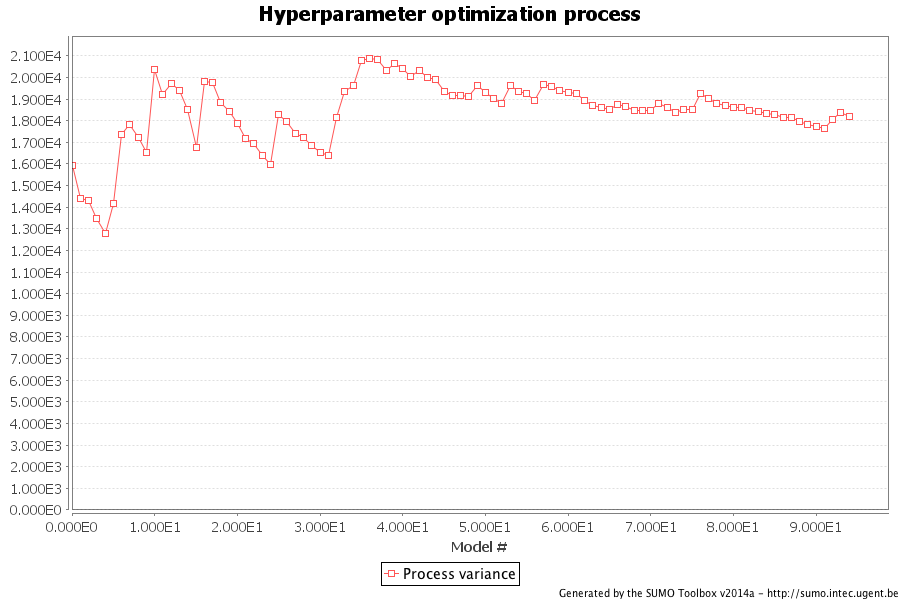 Hyperparameter optimization process
2.100E4
2.000E4
1.900E4
1.800E4
1.700E4
1.600E4
1.500E4
1.400E4
1.300E4
1.200E4
1.100E4
1.000E4
9.000E3
8.000E3
7.000E3
6.000E3
5.000E3
4.000E3
3.000E3
2.000E3
1.000E3
0.000E0
0.000E0 1.000E1 2.000E1 3.000E1 4.000E1 5.000E1 6.000E1 7.000E1 8.000E1 9.000E1
Model #
Process variance
Generated by the SUMO Toolbox v2014a - http://sumo.intec.ugent.be